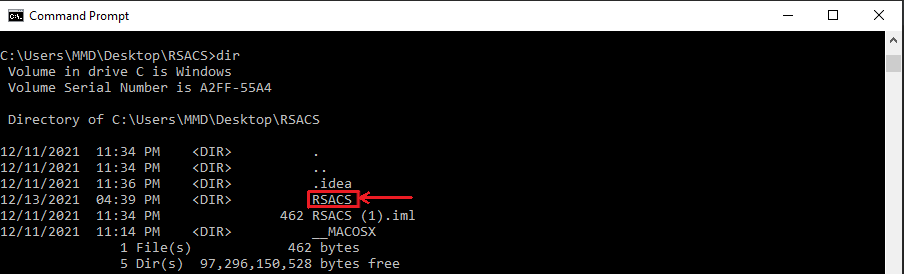 Command Prompt
C:\Users\MMD\Desktop\RSACS>dir
Volume in drive C is Windows
Volume Serial Number is A2FF-55A4
Directory of C:\Users\MMD\Desktop\RSACS
12/11/2021  11:34 PM    <DIR>          .
12/11/2021  11:34 PM    <DIR>          ..
12/11/2021  11:36 PM    <DIR>          .idea
12/13/2021  04:39 PM    <DIR>          RSACS
12/11/2021  11:34 PM               462 RSACS (1).iml
12/11/2021  11:14 PM    <DIR>          __MACOSX
1 File(s)            462 bytes
5 Dir(s)  97,296,150,528 bytes free